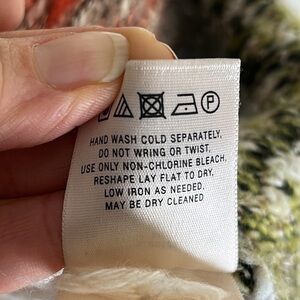 P
HAND WASH COLD SEPARATELY.
DO NOT WRING OR TWIST.
USE ONLY NON-CHLORINE BLEACH,
RESHAPE LAY FLAT TO DRY.
LOW IRON AS NEEDED.
MAY BE DRY CLEANED